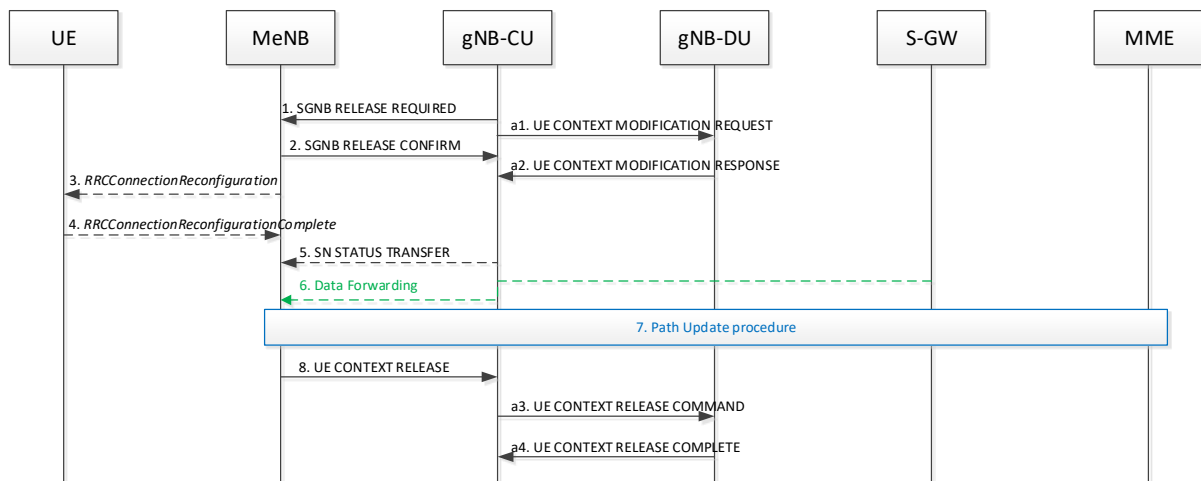 UE
MeNB
gNB-CU
gNB-DU
S-GW
MME
1. SGNB RELEASE REQUIRED
a1. UE CONTEXT MODIFICATION REQUEST
2. SGNB RELEASE CONFIRM
a2. UE CONTEXT MODIFICATION RESPONSE
3. RRCConnectionReconfiguration
4. RRCConnectionReconfigurationComplete
5. SN STATUS TRANSFER
6. Data Forwarding
7. Path Update procedure
8. UE CONTEXT RELEASE
a3. UE CONTEXT RELEASE COMMAND
a4. UE CONTEXT RELEASE COMPLETE